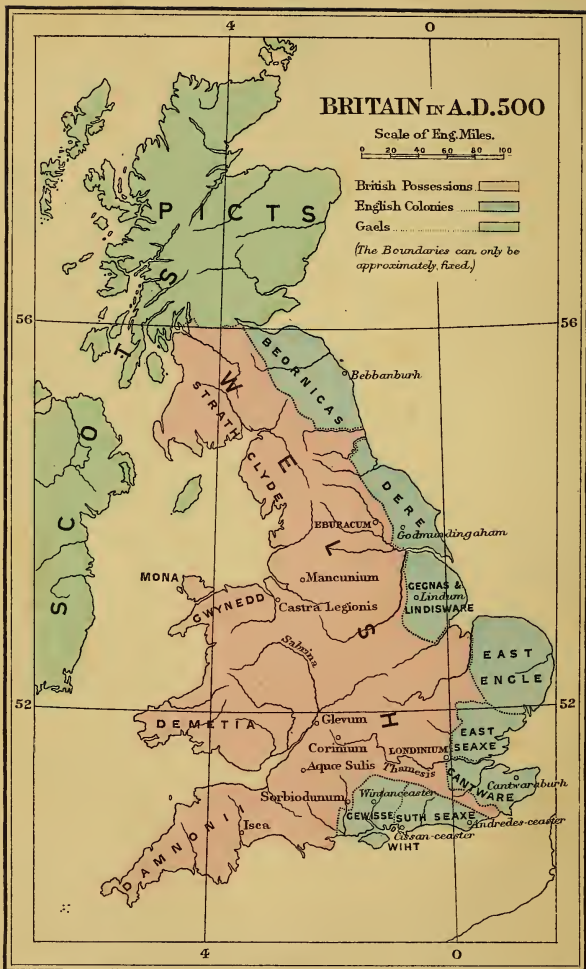 4
0
BRITAIN IN A.D.500
Scale of Eng. Miles.
0 20 40 60 80 100
British Possessions
English Colonies
Gaels
(The Boundaries can only be
approximately fixed.)
PICTS
56
56
SCOTS
BEORNICAS
Bebbanburh
WELSH
STRATH
CLYDE
DERE
EBURACUM
Godmundingaham
MONA
Mancunium
GEGNAS &
Lindum
LINDISWARE
GWYNEDD
Castra Legionis
Sabrina
EAST
ENGLE
52
52
DEMETIA
Glevum
EAST
SEAXE
Corinium
LONDINIUM
Aquæ Sulis
Thamesis
CANTWARE
Cantwaraburh
Sorbiodunum
Wintanceaster
GEWISSE
SUTH SEAXE
Andredes-ceaster
Cissan-ceaster
WIHT
DAMNONII
Isca
4
0